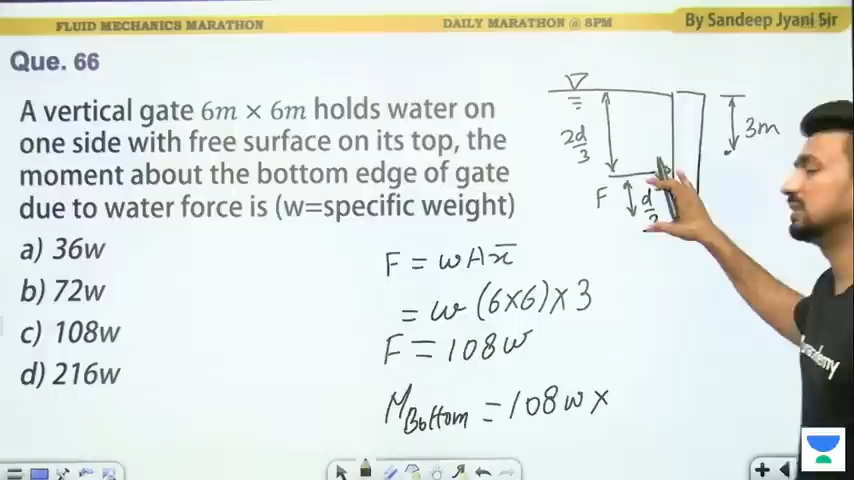 FLUID MECHANICS MARATHON
DAILY MARATHON @ 8PM
By Sandeep Jyani Sir
Que. 66
A vertical gate 6m × 6m holds water on
one side with free surface on its top, the
moment about the bottom edge of gate
due to water force is (w=specific weight)
a) 36w
b) 72w
c) 108w
d) 216w
2d/3
3m
F
F = wAx̄
= w (6×6)×3
F = 108w
M Bottom = 108w ×